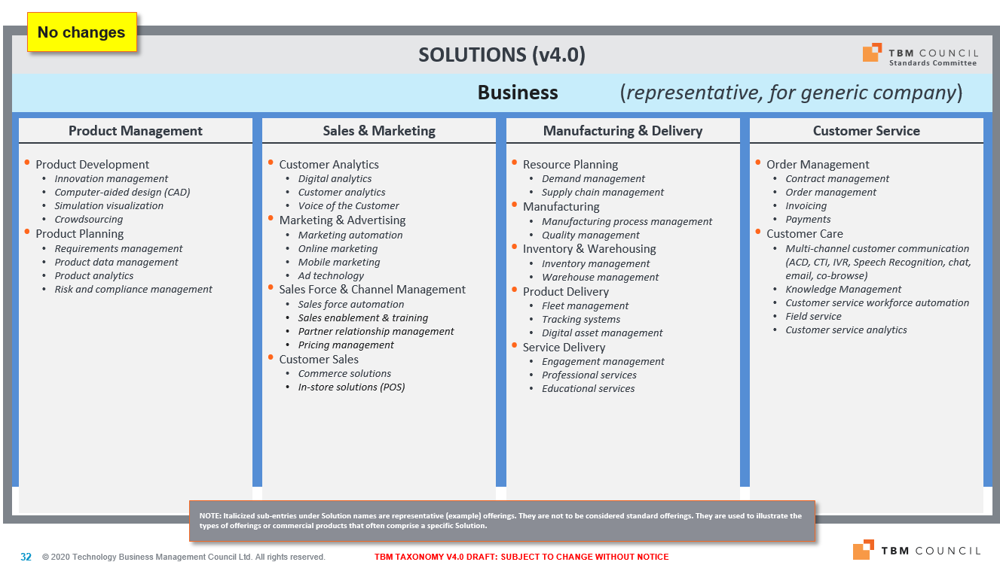 No changes
SOLUTIONS (v4.0)
TBM COUNCIL
Standards Committee
Business (representative, for generic company)
Product Management
• Product Development
• Innovation management
• Computer-aided design (CAD)
• Simulation visualization
• Crowdsourcing
• Product Planning
• Requirements management
• Product data management
• Product analytics
• Risk and compliance management
Sales & Marketing
• Customer Analytics
• Digital analytics
• Customer analytics
• Voice of the Customer
• Marketing & Advertising
• Marketing automation
• Online marketing
• Mobile marketing
• Ad technology
• Sales Force & Channel Management
• Sales force automation
• Sales enablement & training
• Partner relationship management
• Pricing management
• Customer Sales
• Commerce solutions
• In-store solutions (POS)
Manufacturing & Delivery
• Resource Planning
• Demand management
• Supply chain management
• Manufacturing
• Manufacturing process management
• Quality management
• Inventory & Warehousing
• Inventory management
• Warehouse management
• Product Delivery
• Fleet management
• Tracking systems
• Digital asset management
• Service Delivery
• Engagement management
• Professional services
• Educational services
Customer Service
• Order Management
• Contract management
• Order management
• Invoicing
• Payments
• Customer Care
• Multi-channel customer communication
(ACD, CTI, IVR, Speech Recognition, chat,
email, co-browse)
• Knowledge Management
• Customer service workforce automation
• Field service
• Customer service analytics
NOTE: Italicized sub-entries under Solution names are representative (example) offerings. They are not to be considered standard offerings. They are used to illustrate the
types of offerings or commercial products that often comprise a specific Solution.
32 © 2020 Technology Business Management Council Ltd. All rights reserved.
TBM TAXONOMY V4.0 DRAFT: SUBJECT TO CHANGE WITHOUT NOTICE
TBM COUNCIL